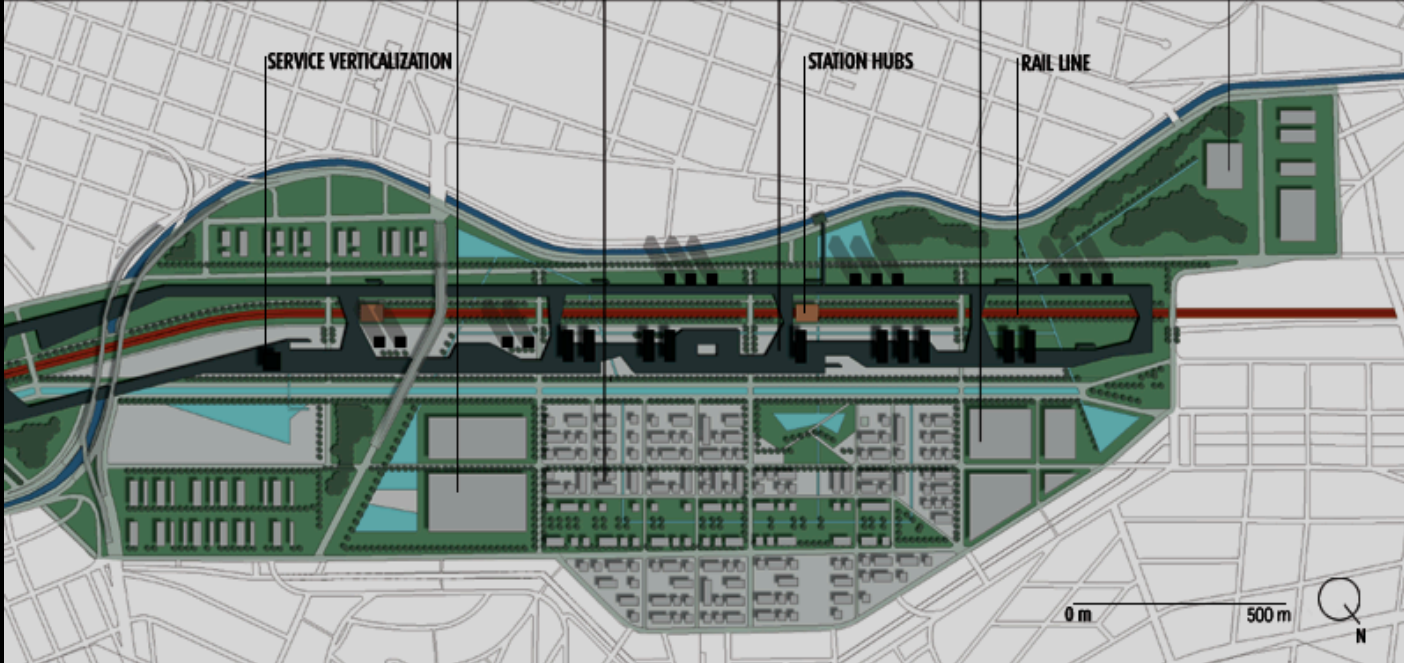 SERVICE VERTICALIZATION
STATION HUBS
RAIL LINE
0 m
500 m
N